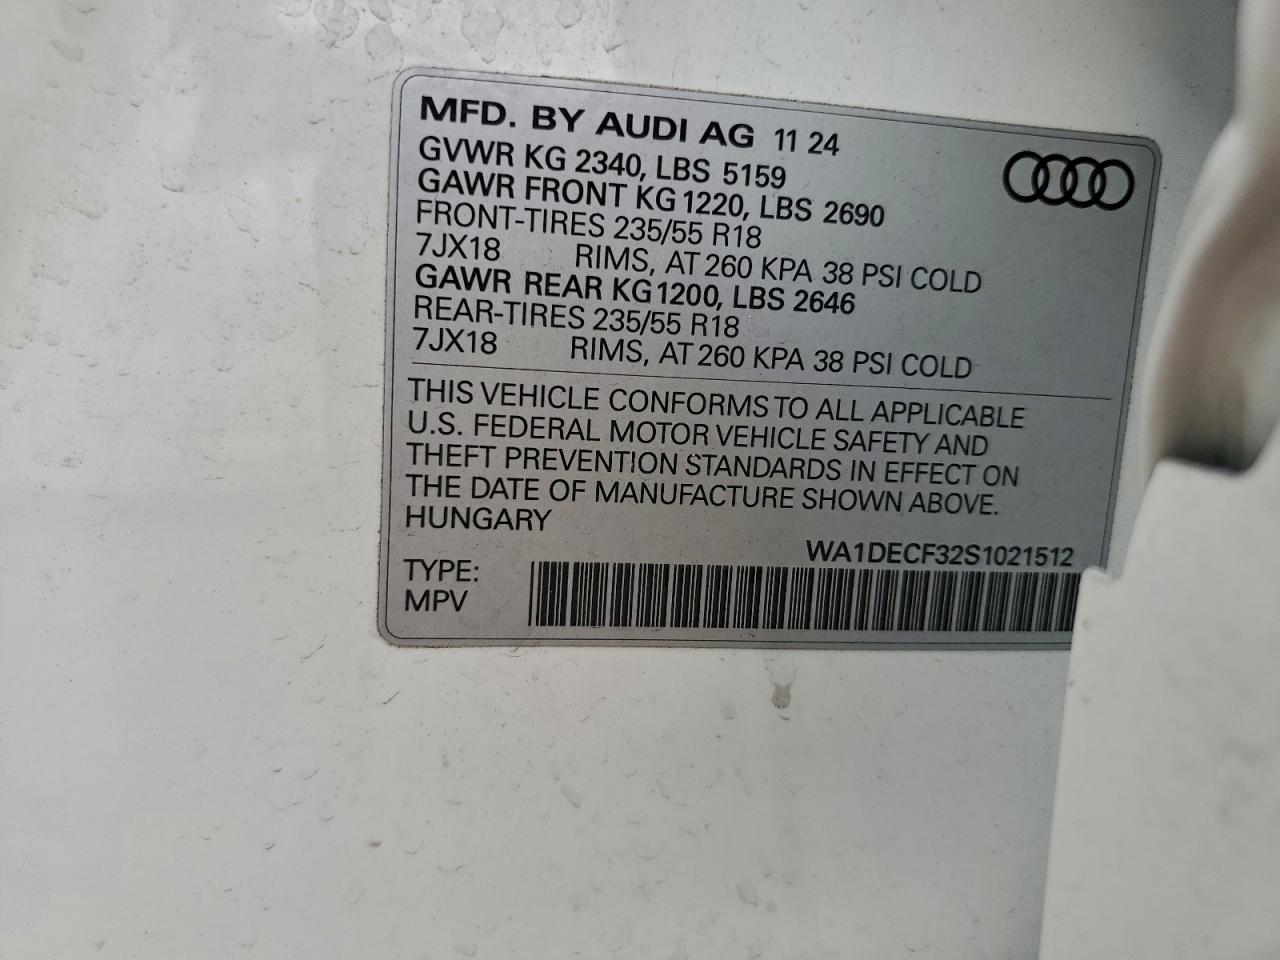 MFD. BY AUDI AG 11 24
GVWR KG 2340, LBS 5159
GAWR FRONT KG 1220, LBS 2690
FRONT-TIRES 235/55 R18
7JX18 RIMS, AT 260 KPA 38 PSI COLD
GAWR REAR KG 1200, LBS 2646
REAR-TIRES 235/55 R18
7JX18 RIMS, AT 260 KPA 38 PSI COLD
THIS VEHICLE CONFORMS TO ALL APPLICABLE
U.S. FEDERAL MOTOR VEHICLE SAFETY AND
THEFT PREVENTION STANDARDS IN EFFECT ON
THE DATE OF MANUFACTURE SHOWN ABOVE.
HUNGARY
WA1DECF32S1021512
TYPE:
MPV